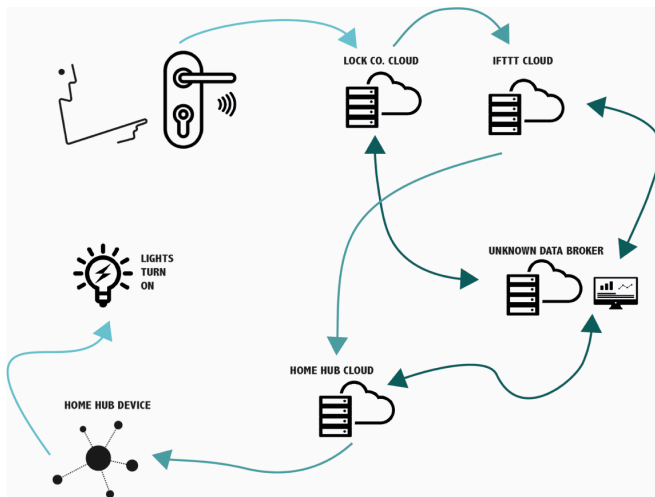 LOCK CO. CLOUD
IFTTT CLOUD
UNKNOWN DATA BROKER
LIGHTS
TURN
ON
HOME HUB CLOUD
HOME HUB DEVICE